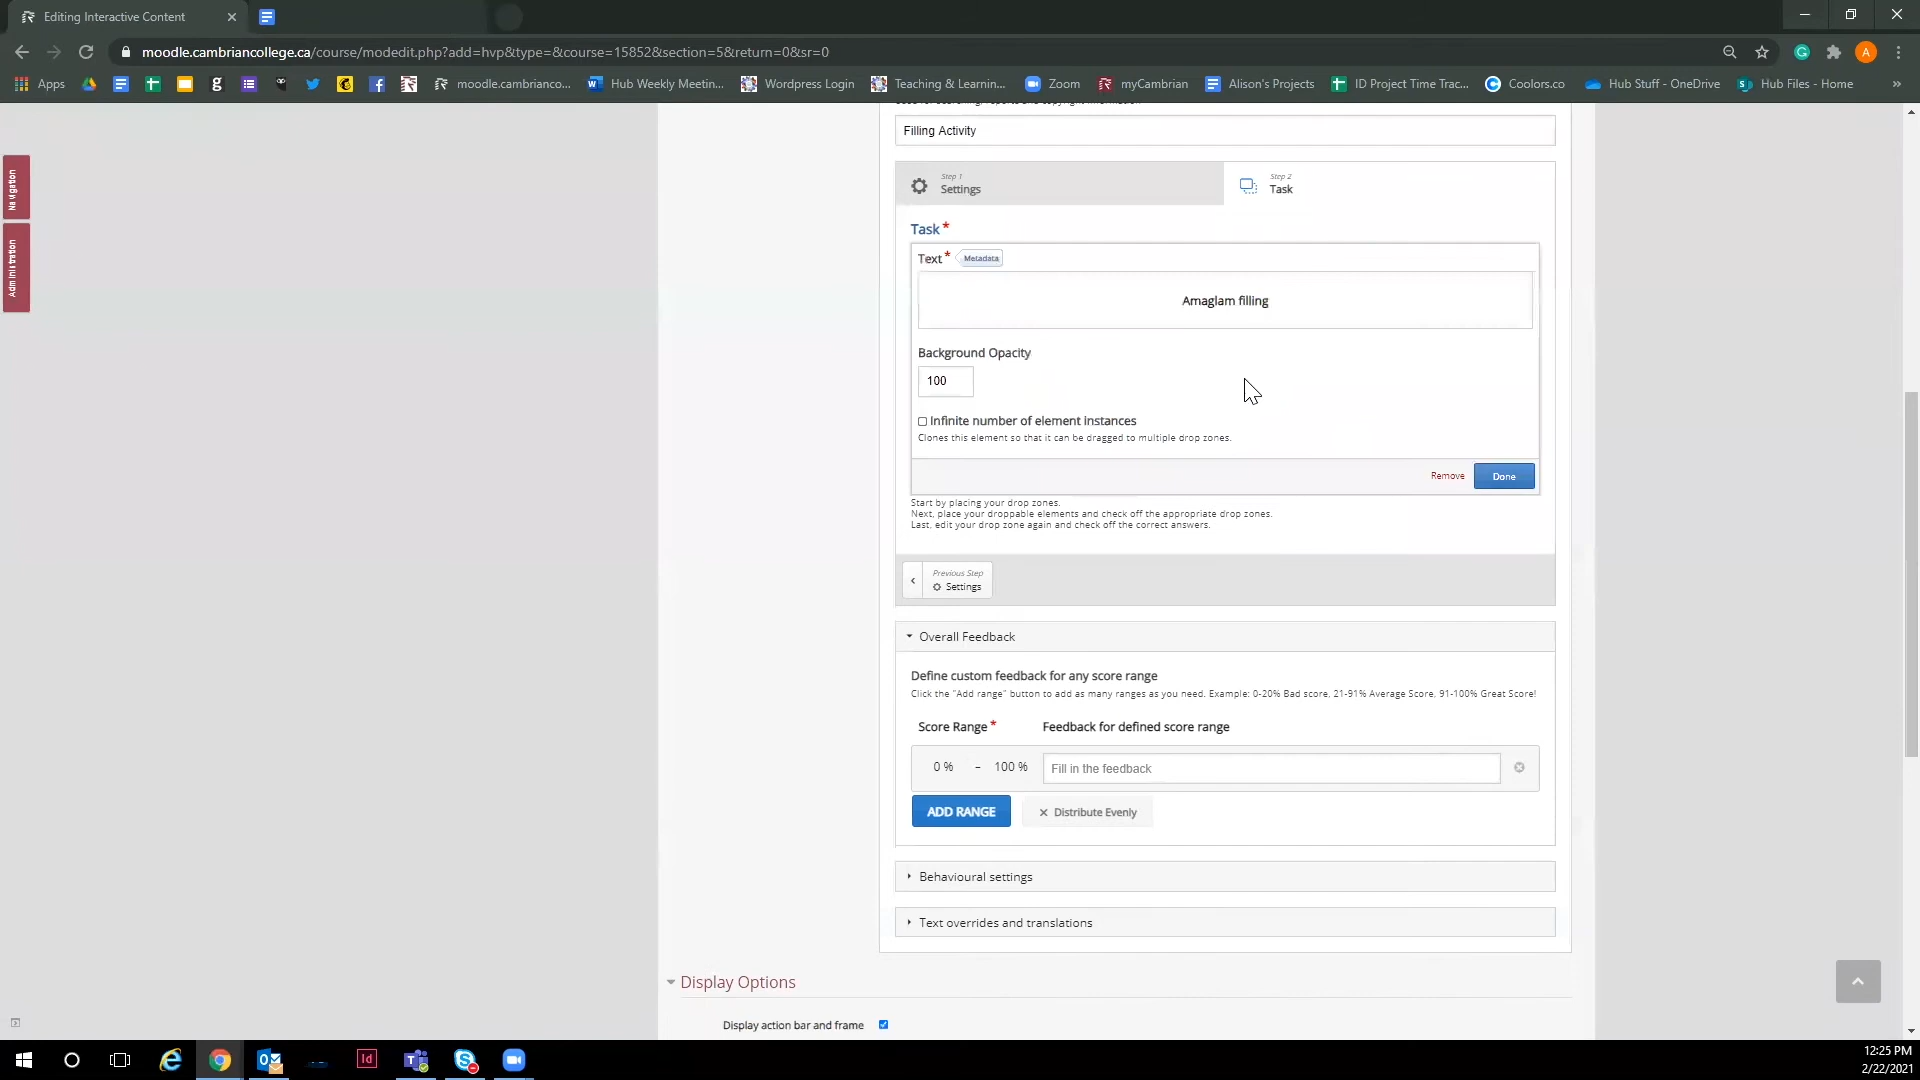 Editing Interactive Content
moodle.cambriancollege.ca/course/modedit.php?add=hvp&type=&course=15852&section=5&return=0&sr=0
A
Apps
moodle.cambrianco...
Hub Weekly Meetin...
Wordpress Login
Teaching & Learnin...
Zoom
myCambrian
Alison's Projects
ID Project Time Trac...
Coolors.co
Hub Stuff - OneDrive
Hub Files - Home
Navigation
Administration
Filling Activity
Step 1
Settings
Step 2
Task
Task *
Text * Metadata
Amaglam filling
Background Opacity
100
Infinite number of element instances
Clones this element so that it can be dragged to multiple drop zones.
Remove Done
Start by placing your drop zones.
Next, place your droppable elements and check off the appropriate drop zones.
Last, edit your drop zone again and check off the correct answers.
Previous Step
Settings
Overall Feedback
Define custom feedback for any score range
Click the "Add range" button to add as many ranges as you need. Example: 0-20% Bad score, 21-91% Average Score, 91-100% Great Score!
Score Range * Feedback for defined score range
0 % – 100 % Fill in the feedback
ADD RANGE Distribute Evenly
Behavioural settings
Text overrides and translations
Display Options
Display action bar and frame
12:25 PM
2/22/2021